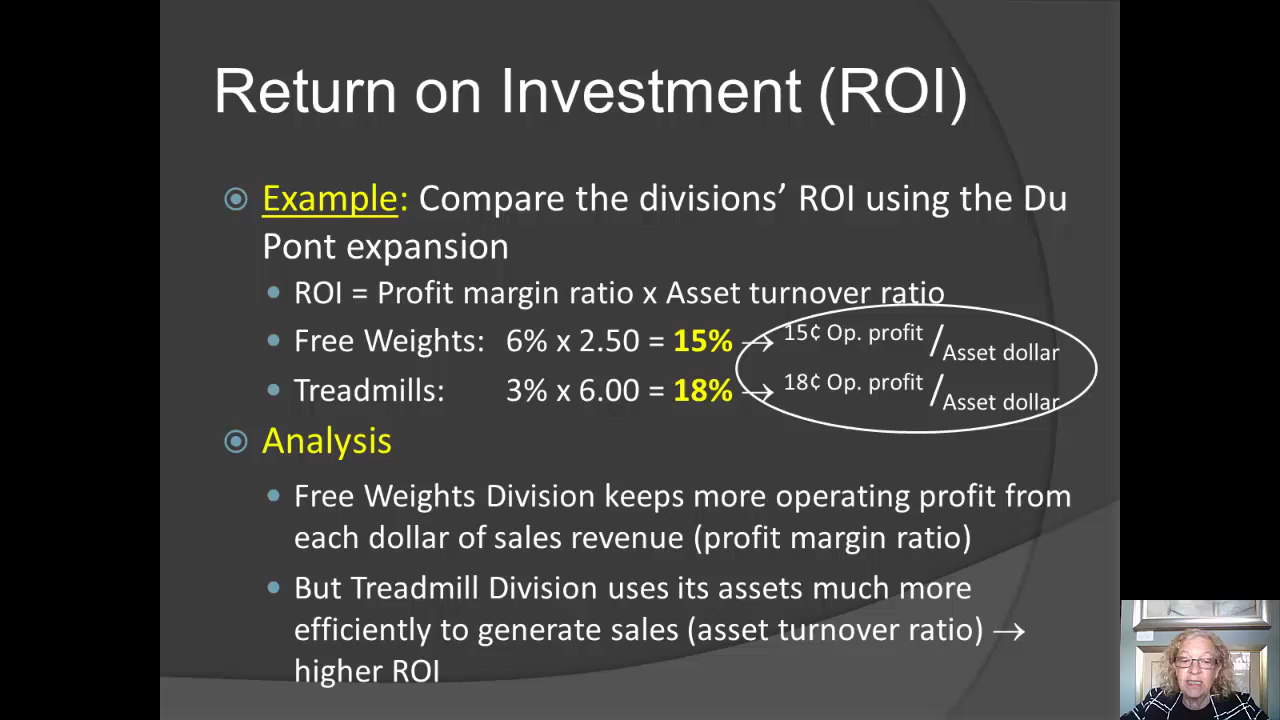 Return on Investment (ROI)
Example: Compare the divisions’ ROI using the Du
Pont expansion
ROI = Profit margin ratio x Asset turnover ratio
Free Weights: 6% x 2.50 = 15% → 15¢ Op. profit / Asset dollar
Treadmills: 3% x 6.00 = 18% → 18¢ Op. profit / Asset dollar
Analysis
Free Weights Division keeps more operating profit from
each dollar of sales revenue (profit margin ratio)
But Treadmill Division uses its assets much more
efficiently to generate sales (asset turnover ratio) →
higher ROI